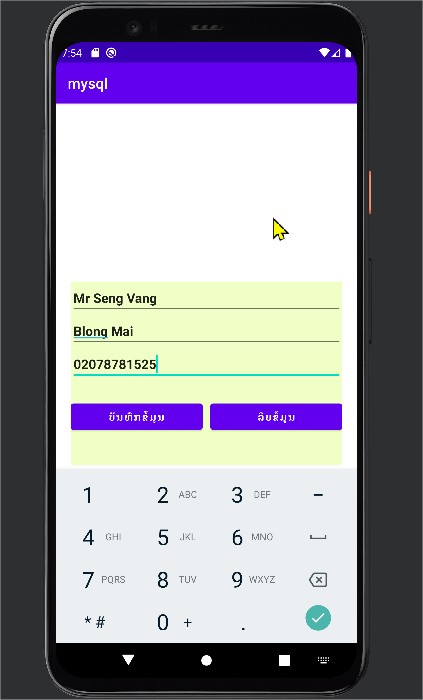 7:54
mysql
Mr Seng Vang
Blong Mai
02078781525
ບັນທຶກຂໍ້ມູນ
ລຶບຂໍ້ມູນ
1
2 ABC
3 DEF
-
4 GHI
5 JKL
6 MNO
7 PQRS
8 TUV
9 WXYZ
* #
0 +
.